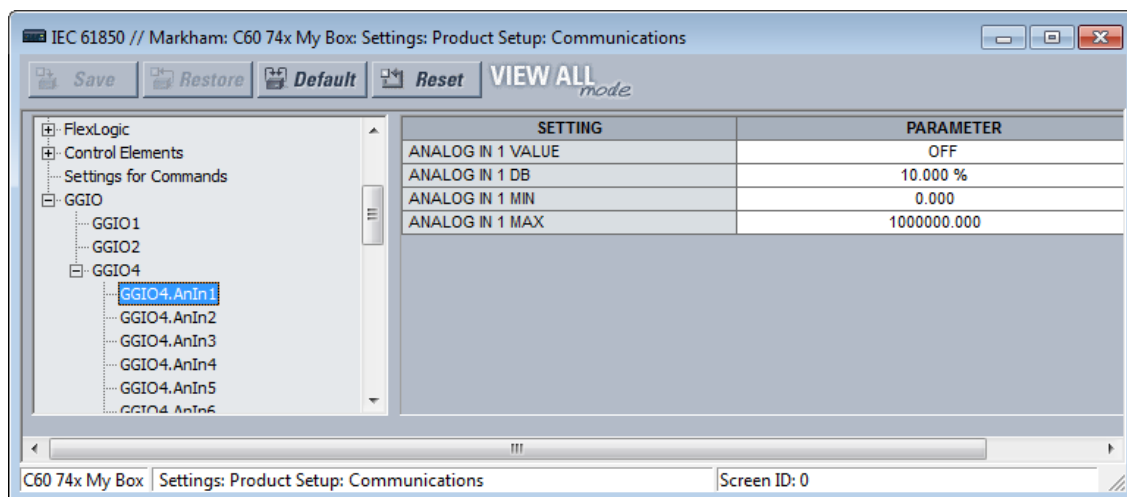 IEC 61850 // Markham: C60 74x My Box: Settings: Product Setup: Communications
Save Restore Default Reset VIEW ALL mode
FlexLogic
Control Elements
Settings for Commands
GGIO
GGIO1
GGIO2
GGIO4
GGIO4.AnIn1
GGIO4.AnIn2
GGIO4.AnIn3
GGIO4.AnIn4
GGIO4.AnIn5
GGIO4.AnIn6
SETTING PARAMETER
ANALOG IN 1 VALUE OFF
ANALOG IN 1 DB 10.000 %
ANALOG IN 1 MIN 0.000
ANALOG IN 1 MAX 1000000.000
C60 74x My Box Settings: Product Setup: Communications Screen ID: 0